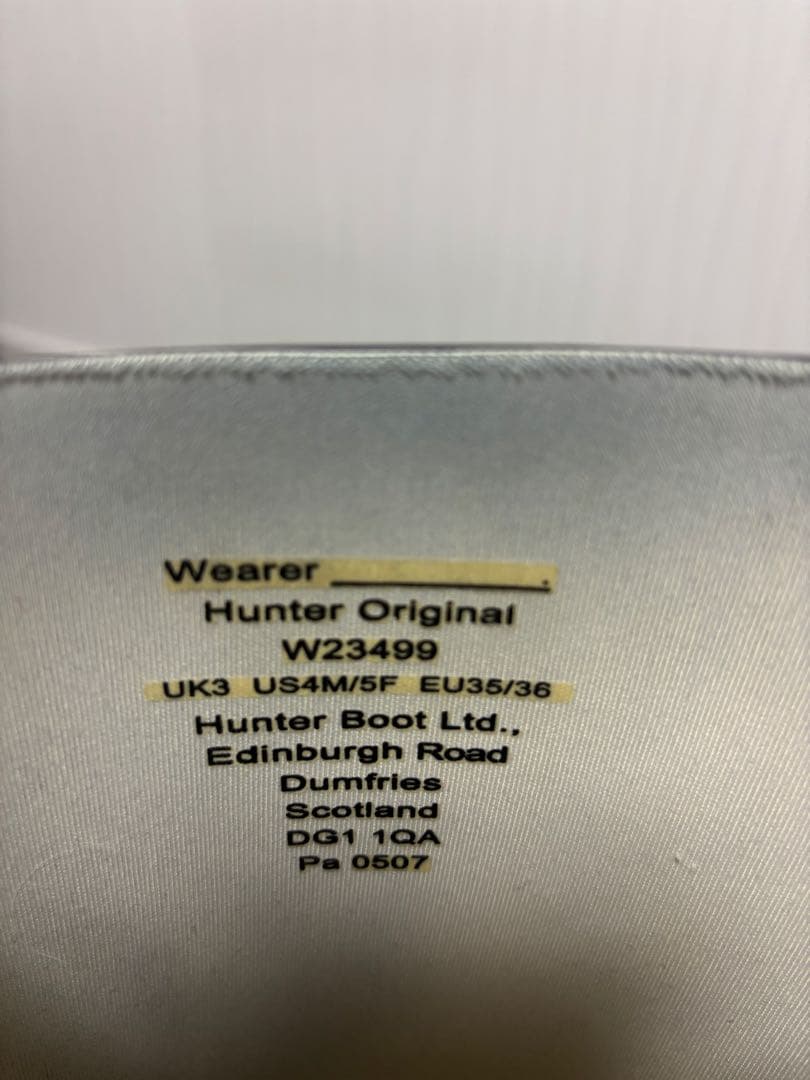 Wearer ___________.
Hunter Original
W23499
UK3 US4M/5F EU35/36
Hunter Boot Ltd.,
Edinburgh Road
Dumfries
Scotland
DG1 1QA
Pa 0507